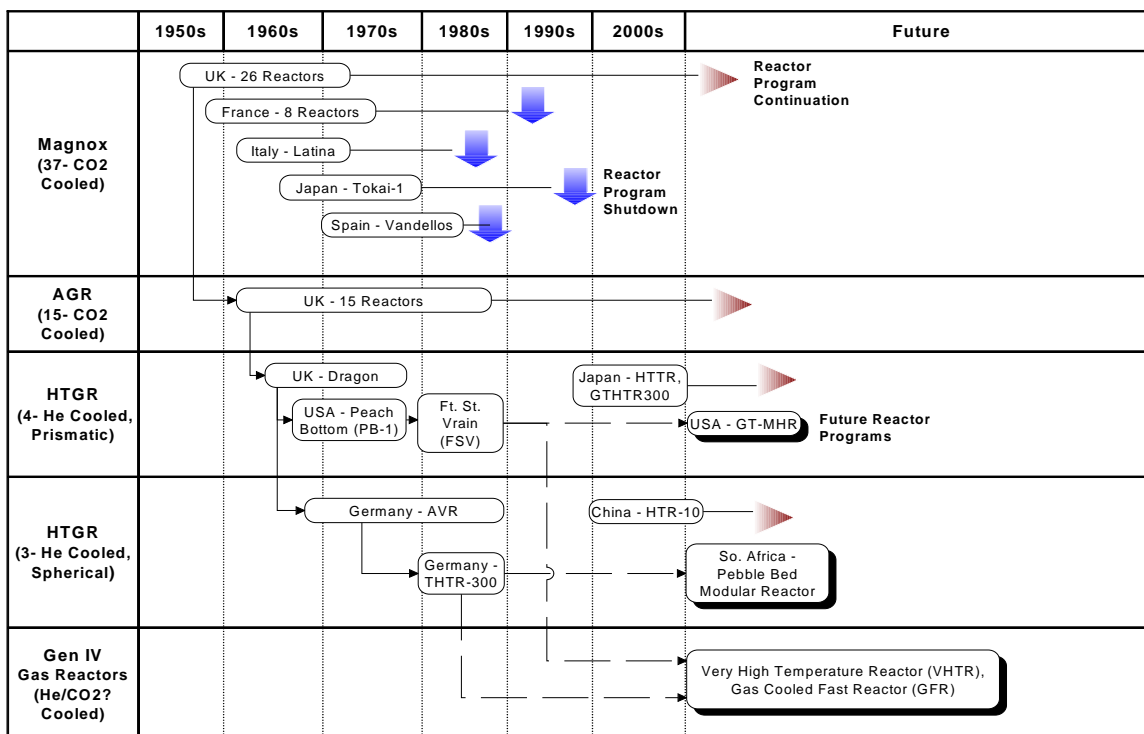 1950s 1960s 1970s 1980s 1990s 2000s Future
Magnox
(37- CO2
Cooled)
UK - 26 Reactors
Reactor
Program
Continuation
France - 8 Reactors
Italy - Latina
Japan - Tokai-1
Reactor
Program
Shutdown
Spain - Vandellos
AGR
(15- CO2
Cooled)
UK - 15 Reactors
HTGR
(4- He Cooled,
Prismatic)
UK - Dragon
USA - Peach
Bottom (PB-1)
Ft. St.
Vrain
(FSV)
Japan - HTTR,
GTHTR300
USA - GT-MHR
Future Reactor
Programs
HTGR
(3- He Cooled,
Spherical)
Germany - AVR
China - HTR-10
Germany -
THTR-300
So. Africa -
Pebble Bed
Modular Reactor
Gen IV
Gas Reactors
(He/CO2?
Cooled)
Very High Temperature Reactor (VHTR),
Gas Cooled Fast Reactor (GFR)